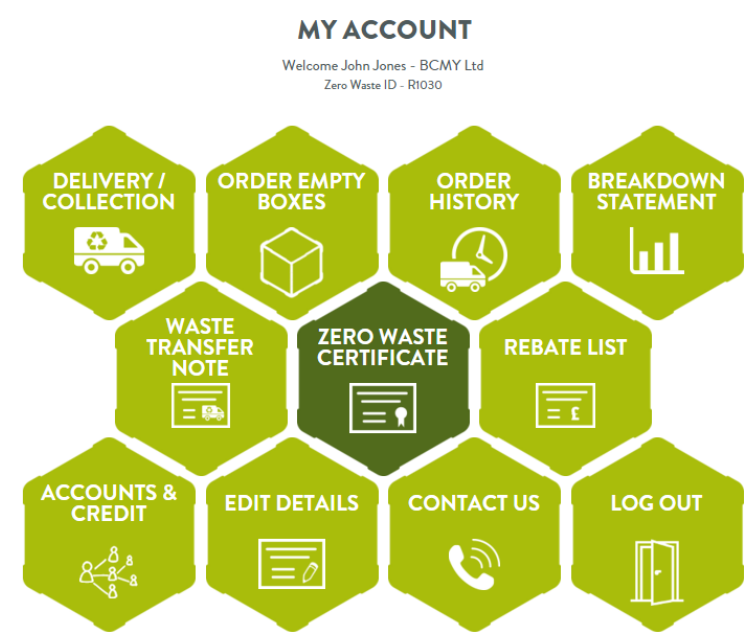 MY ACCOUNT
Welcome John Jones - BCMY Ltd
Zero Waste ID - R1030
DELIVERY /
COLLECTION
ORDER EMPTY
BOXES
ORDER
HISTORY
BREAKDOWN
STATEMENT
WASTE
TRANSFER
NOTE
ZERO WASTE
CERTIFICATE
REBATE LIST
£
ACCOUNTS &
CREDIT
EDIT DETAILS
CONTACT US
LOG OUT